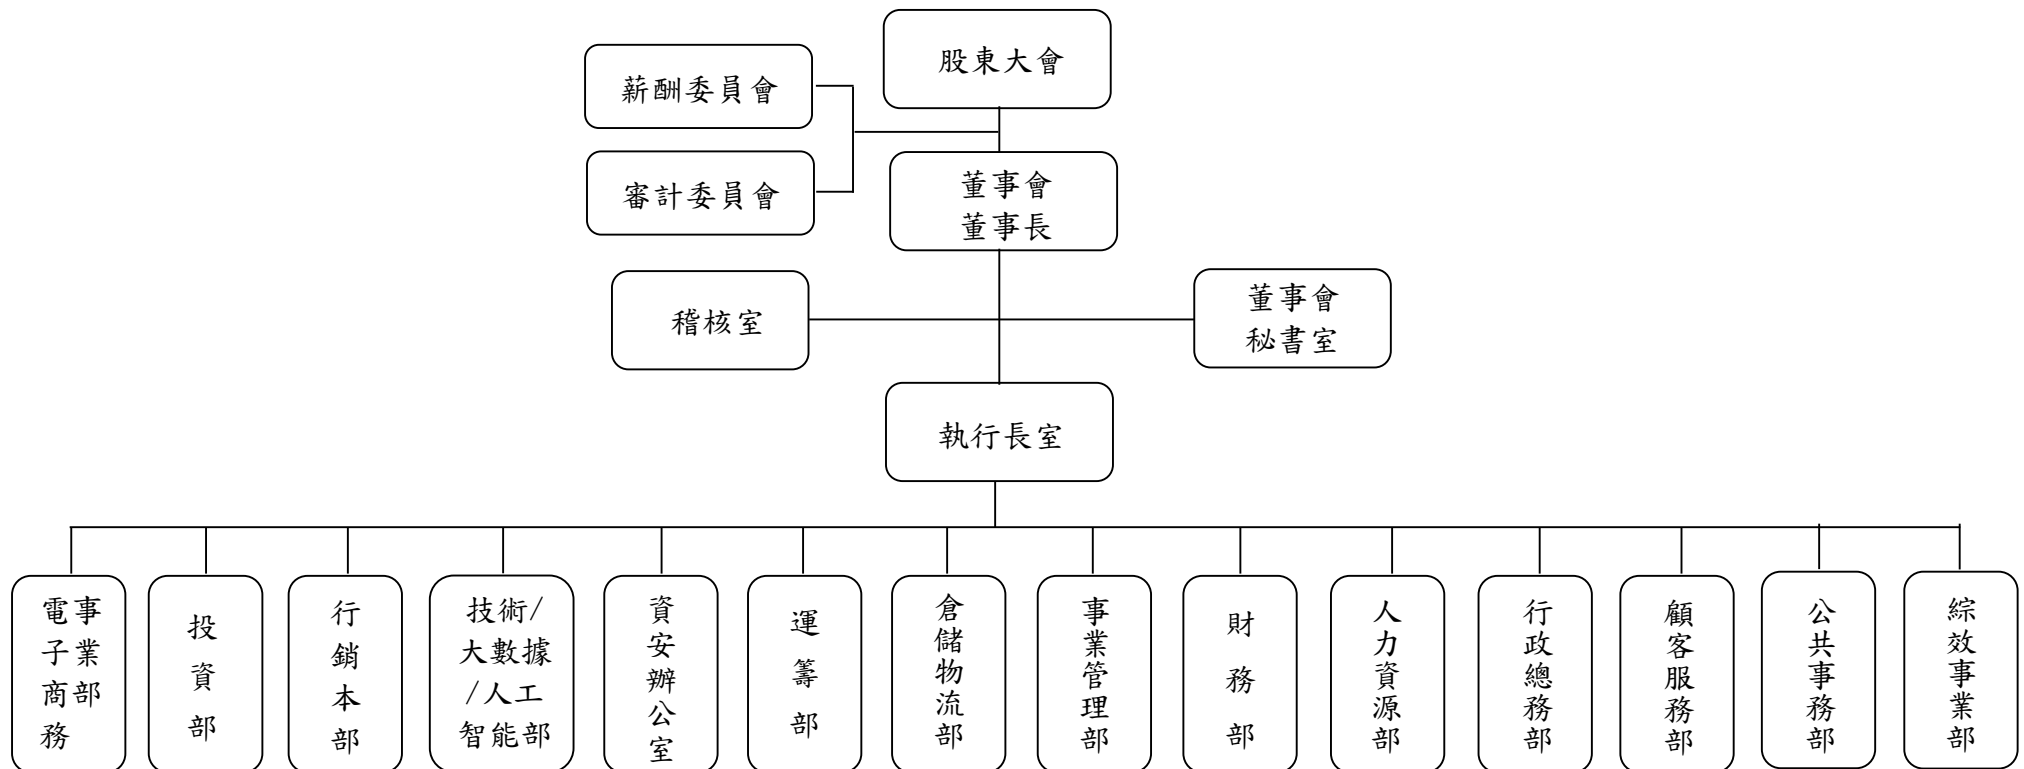 股東大會
薪酬委員會
審計委員會
董事會
董事長
稽核室
董事會
秘書室
執行長室
電子商務
事業部
投資部
行銷本部
技術/
大數據
/人工
智能部
資安辦公室
運籌部
倉儲物流部
事業管理部
財務部
人力資源部
行政總務部
顧客服務部
公共事務部
綜效事業部